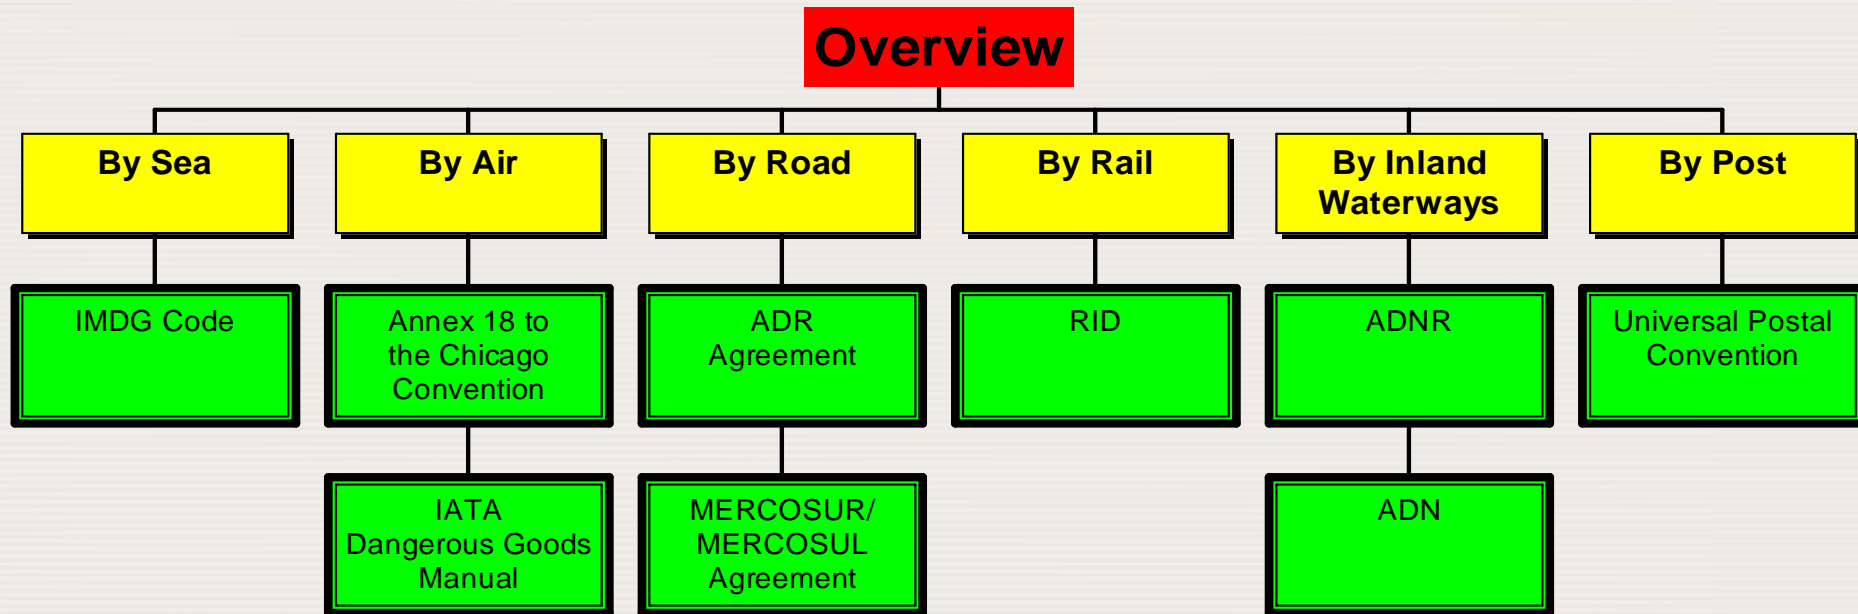 Overview
By Sea
By Air
By Road
By Rail
By Inland
Waterways
By Post
IMDG Code
Annex 18 to
the Chicago
Convention
ADR
Agreement
RID
ADNR
Universal Postal
Convention
IATA
Dangerous Goods
Manual
MERCOSUR/
MERCOSUL
Agreement
ADN